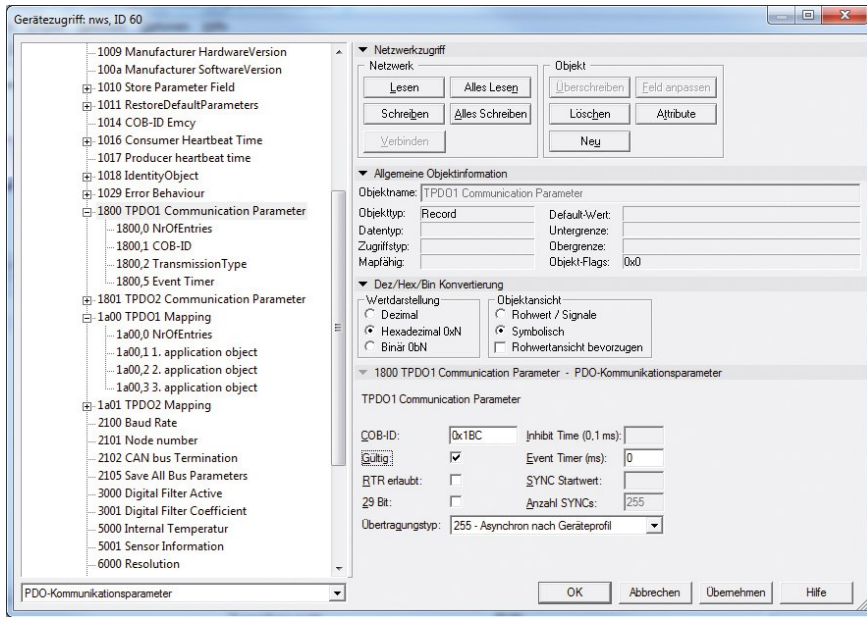 Gerätezugriff: nws, ID 60
1009 Manufacturer HardwareVersion
100a Manufacturer SoftwareVersion
1010 Store Parameter Field
1011 RestoreDefaultParameters
1014 COB-ID Emcy
1016 Consumer Heartbeat Time
1017 Producer heartbeat time
1018 IdentityObject
1029 Error Behaviour
1800 TPDO1 Communication Parameter
1800,0 NrOfEntries
1800,1 COB-ID
1800,2 TransmissionType
1800,5 Event Timer
1801 TPDO2 Communication Parameter
1a00 TPDO1 Mapping
1a00,0 NrOfEntries
1a00,1 1. application object
1a00,2 2. application object
1a00,3 3. application object
1a01 TPDO2 Mapping
2100 Baud Rate
2101 Node number
2102 CAN bus Termination
2105 Save All Bus Parameters
3000 Digital Filter Active
3001 Digital Filter Coefficient
5000 Internal Temperatur
5001 Sensor Information
6000 Resolution
PDO-Kommunikationsparameter
Netzwerkzugriff
Netzwerk
Lesen Alles Lesen
Schreiben Alles Schreiben
Verbinden
Objekt
Überschreiben Feld anpassen
Löschen Attribute
Neu
Allgemeine Objektinformation
Objektname: TPDO1 Communication Parameter
Objekttyp: Record Default-Wert:
Datentyp: Untergrenze:
Zugriffstyp: Obergrenze:
Mapfähig: Objekt-Flags: 0x0
Dez/Hex/Bin Konvertierung
Wertdarstellung
Dezimal
Hexadezimal 0xN
Binär 0bN
Objektansicht
Rohwert / Signale
Symbolisch
Rohwertansicht bevorzugen
1800 TPDO1 Communication Parameter - PDO-Kommunikationsparameter
TPDO1 Communication Parameter
COB-ID: 0x1BC Inhibit Time (0,1 ms):
Gültig: Event Timer (ms): 0
RTR erlaubt: SYNC Startwert:
29 Bit: Anzahl SYNCs: 255
Übertragungstyp: 255 - Asynchron nach Geräteprofil
OK Abbrechen Übernehmen Hilfe